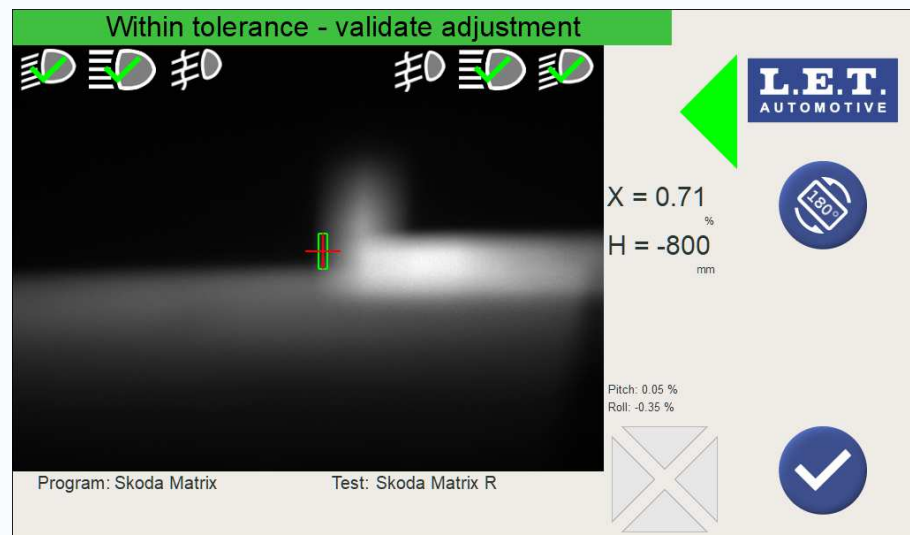 Within tolerance - validate adjustment
L.E.T.
AUTOMOTIVE
180°
X = 0.71
%
H = -800
mm
Pitch: 0.05 %
Roll: -0.35 %
Program: Skoda Matrix
Test: Skoda Matrix R